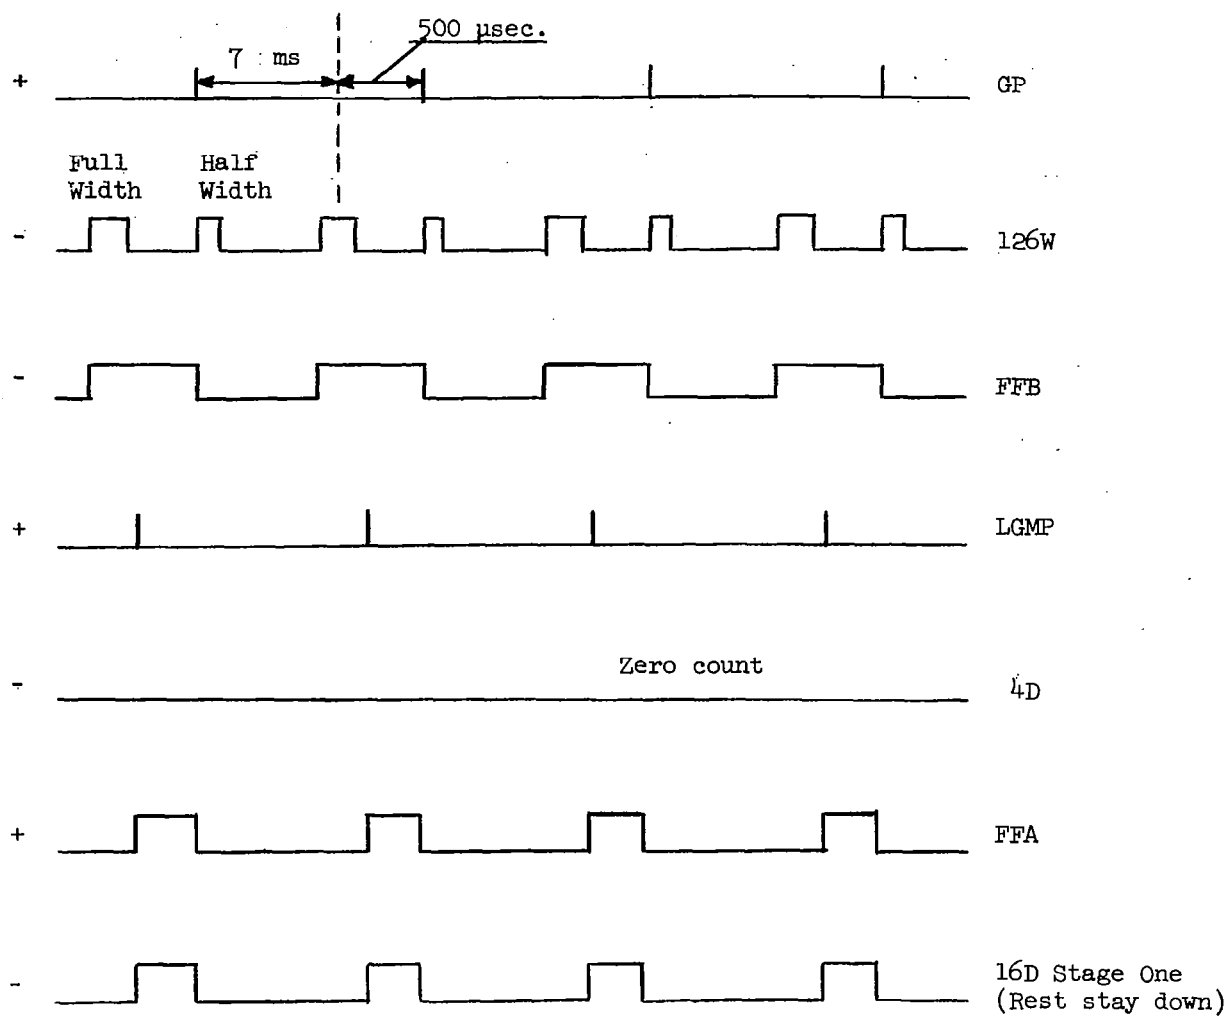 500 µsec.
7 ms
+
GP
Full
Width
Half
Width
-
126W
-
FFB
+
LGMP
Zero count
-
4D
+
FFA
-
16D Stage One
(Rest stay down)